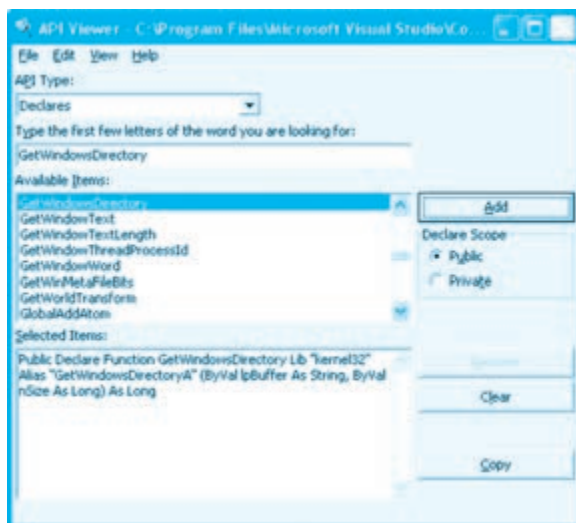 API Viewer - C:\Program Files\Microsoft Visual Studio\Co...
File Edit View Help
API Type:
Declares
Type the first few letters of the word you are looking for:
GetWindowsDirectory
Available Items:
GetWindowsDirectory
GetWindowText
GetWindowTextLength
GetWindowThreadProcessId
GetWindowWord
GetWinMetaFileBits
GetWorldTransform
GlobalAddAtom
Add
Declare Scope
Public
Private
Selected Items:
Public Declare Function GetWindowsDirectory Lib "kernel32"
Alias "GetWindowsDirectoryA" (ByVal lpBuffer As String, ByVal
nSize As Long) As Long
Clear
Copy